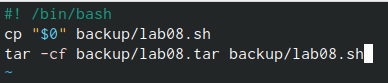 #! /bin/bash
cp "$0" backup/lab08.sh
tar -cf backup/lab08.tar backup/lab08.sh
~